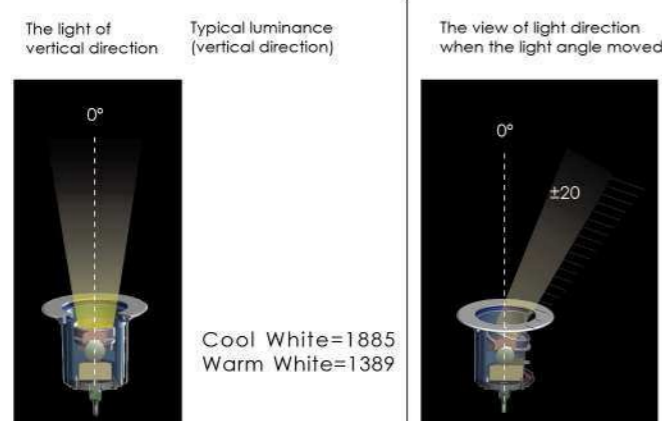 The light of
vertical direction
Typical luminance
(vertical direction)
0°
Cool White=1885
Warm White=1389
The view of light direction
when the light angle moved
0°
±20